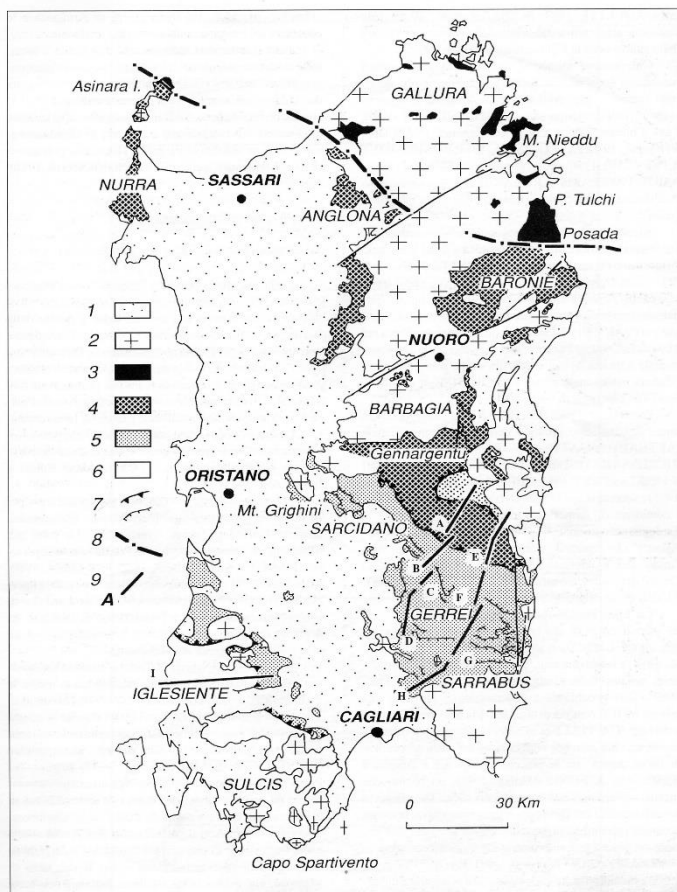 Asinara I.
GALLURA
M. Nieddu
NURRA
SASSARI
ANGLONA
P. Tulchi
Posada
BARONIE
1
2
NUORO
3
4
BARBAGIA
5
Gennargentu
6
ORISTANO
7
Mt. Grighini
SARCIDANO
A
8
B
E
9
C
F
A
GERREI
D
G
I
SARRABUS
IGLESIENTE
H
CAGLIARI
SULCIS
0 30 Km
Capo Spartivento